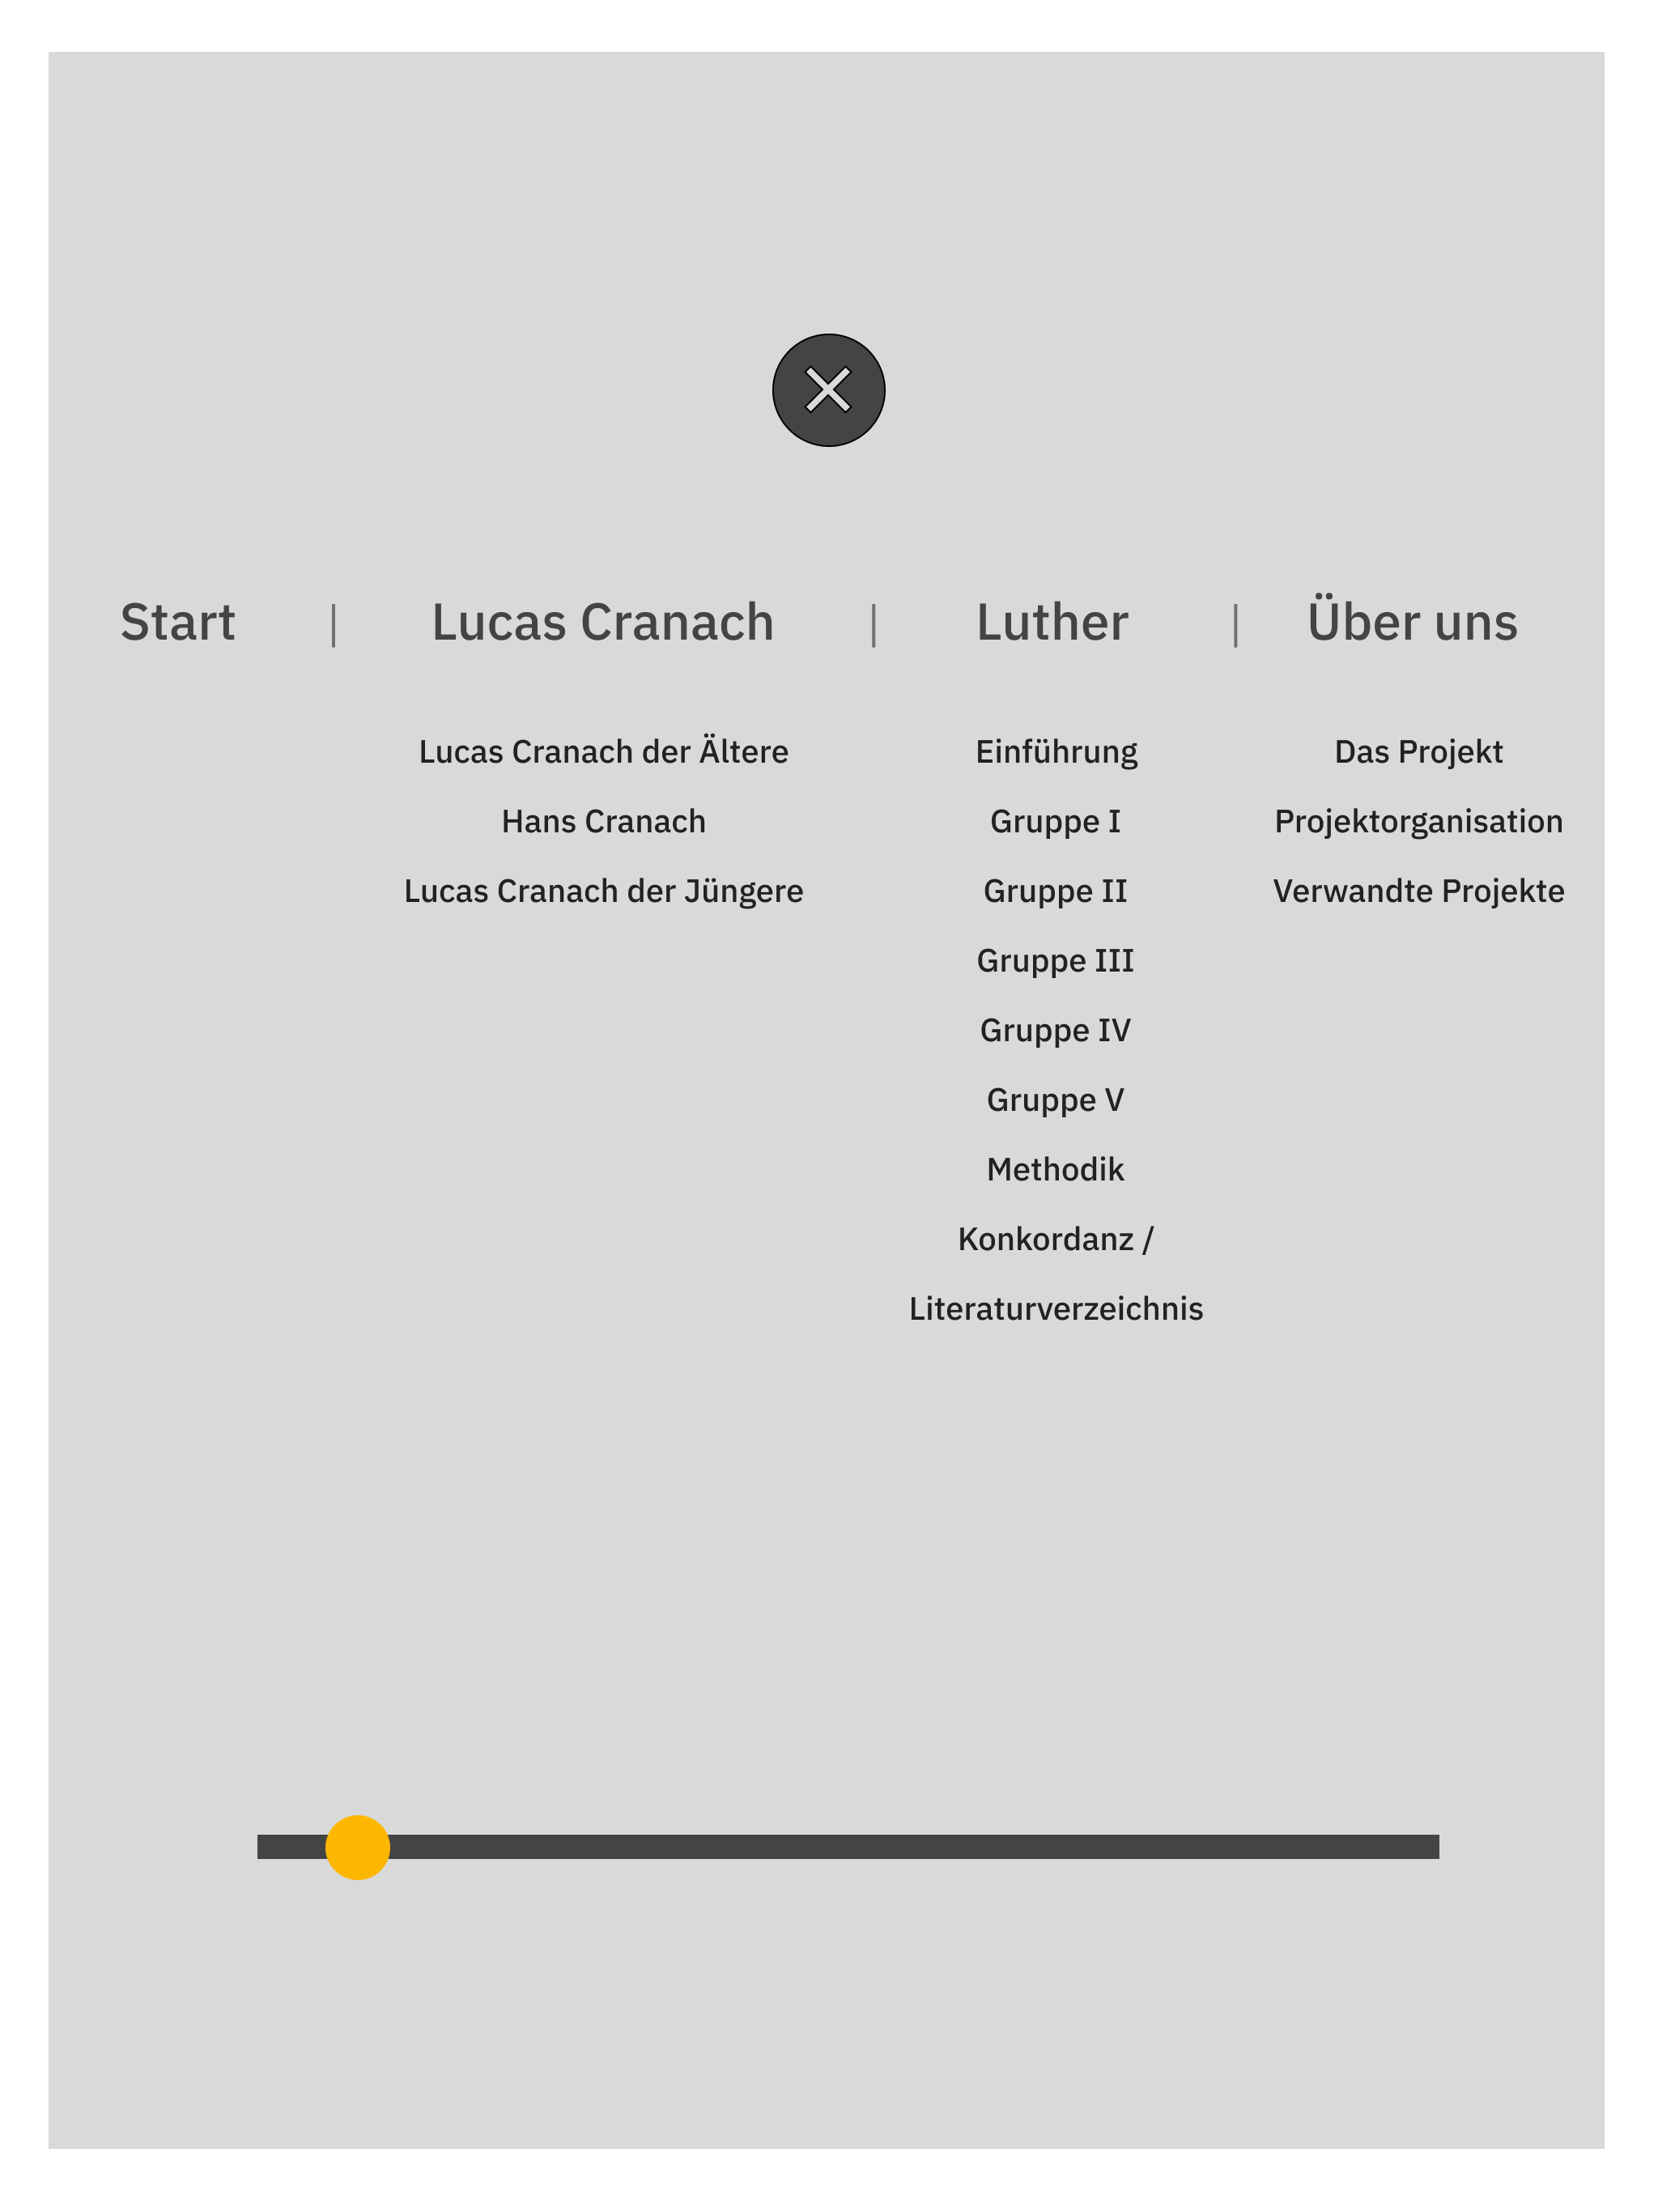 Start | Lucas Cranach | Luther | Über uns
Lucas Cranach der Ältere
Hans Cranach
Lucas Cranach der Jüngere
Einführung
Gruppe I
Gruppe II
Gruppe III
Gruppe IV
Gruppe V
Methodik
Konkordanz /
Literaturverzeichnis
Das Projekt
Projektorganisation
Verwandte Projekte